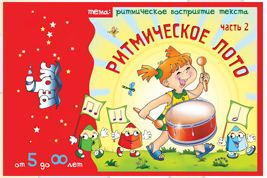 тема: ритмическое восприятие текста
часть 2
РИТМИЧЕСКОЕ ЛОТО
от 5 до ∞ лет